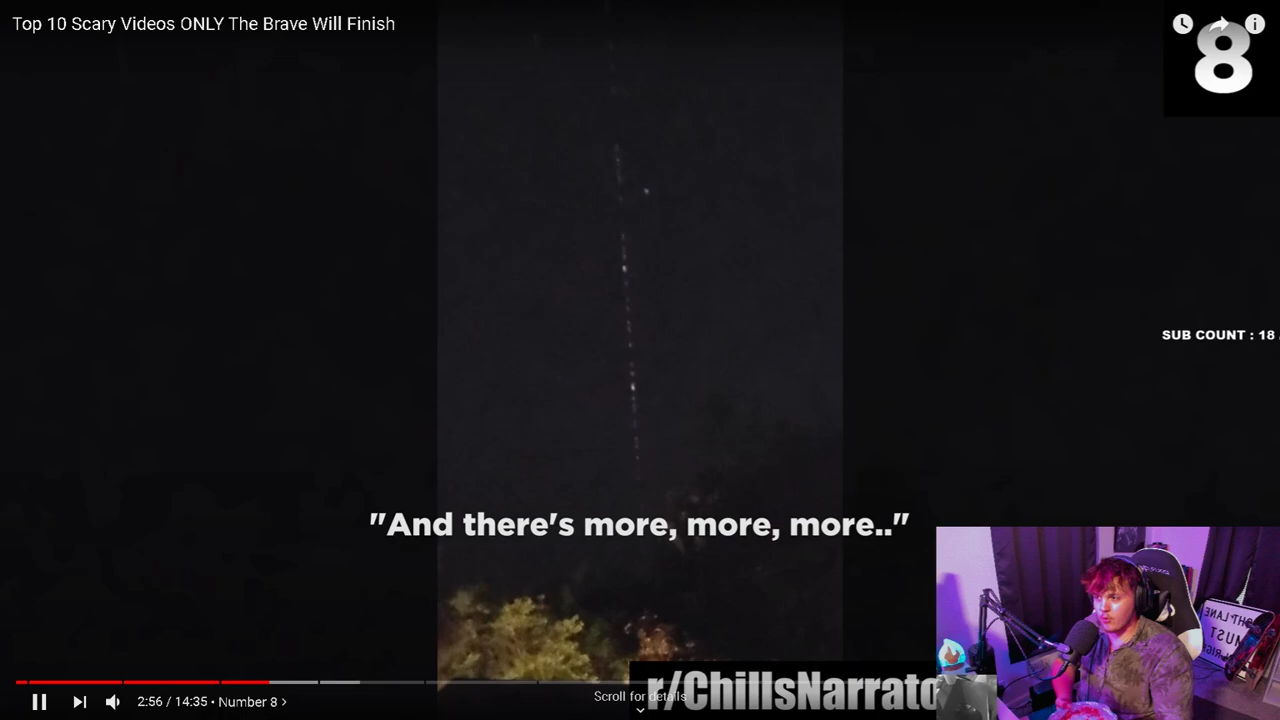 Top 10 Scary Videos ONLY The Brave Will Finish
8
SUB COUNT : 18
"And there's more, more, more.."
MUST
r/ChillsNarrato
Scroll for details
2:56 / 14:35 • Number 8 >